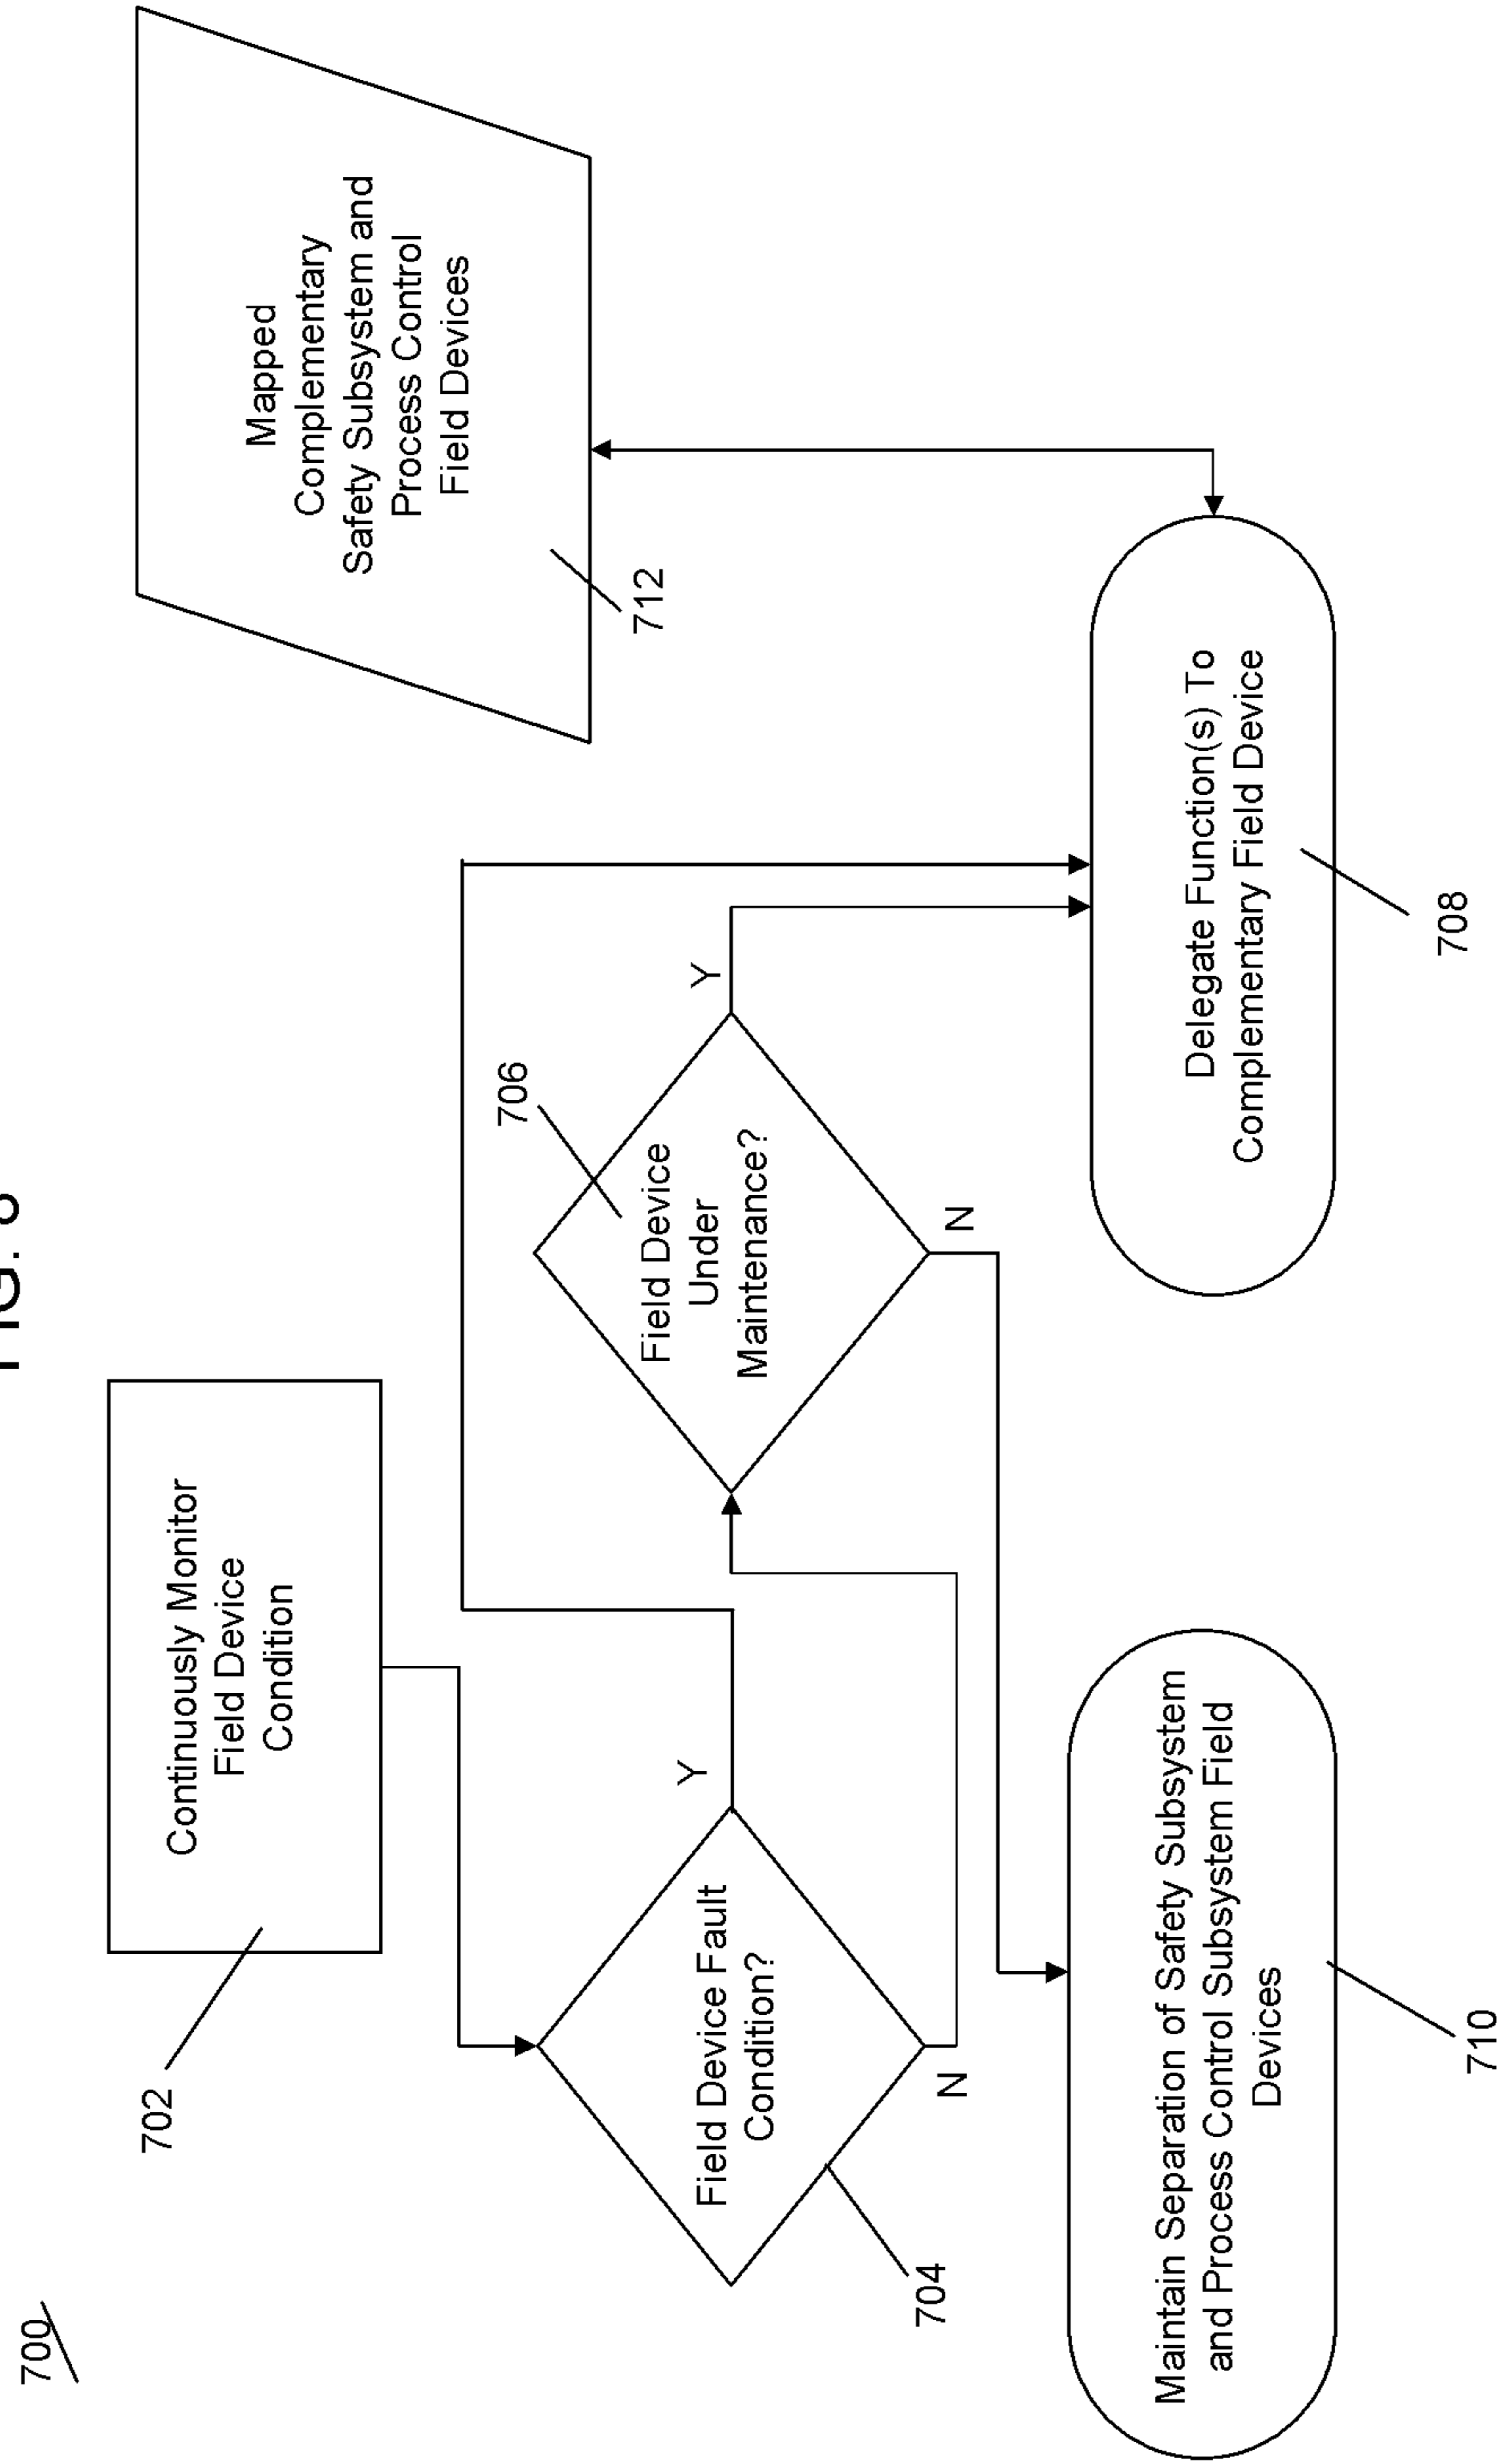 FIG.
700
702
Continuously Monitor
Field Device
Condition
Mapped
Complementary
Safety Subsystem and
Process Control
Field Devices
712
704
Field Device Fault
Condition?
Y
N
706
Field Device
Under
Maintenance?
Y
N
Maintain Separation of Safety Subsystem
and Process Control Subsystem Field
Devices
710
Delegate Function(s) To
Complementary Field Device
708